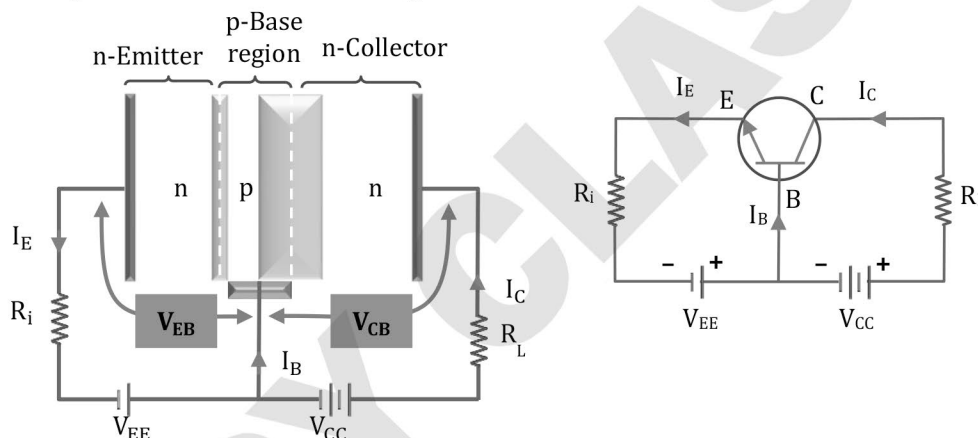 n-Emitter
p-Base
region
n-Collector
n
p
n
I_E
R_i
V_EB
V_CB
I_C
R_L
I_B
V_EE
V_CC
I_E
E
C
I_C
R_i
R
I_B
B
− +
− +
V_EE
V_CC